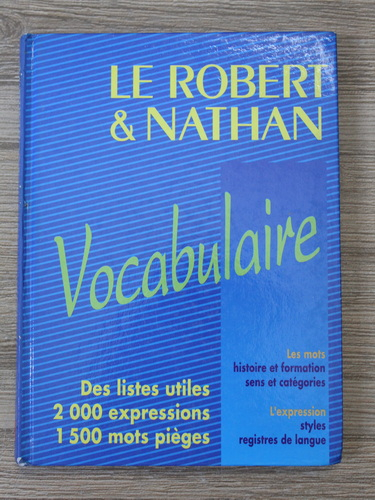 LE ROBERT
& NATHAN
Vocabulaire
Les mots
histoire et formation
sens et catégories
Des listes utiles
2 000 expressions
1 500 mots pièges
L'expression
styles
registres de langue